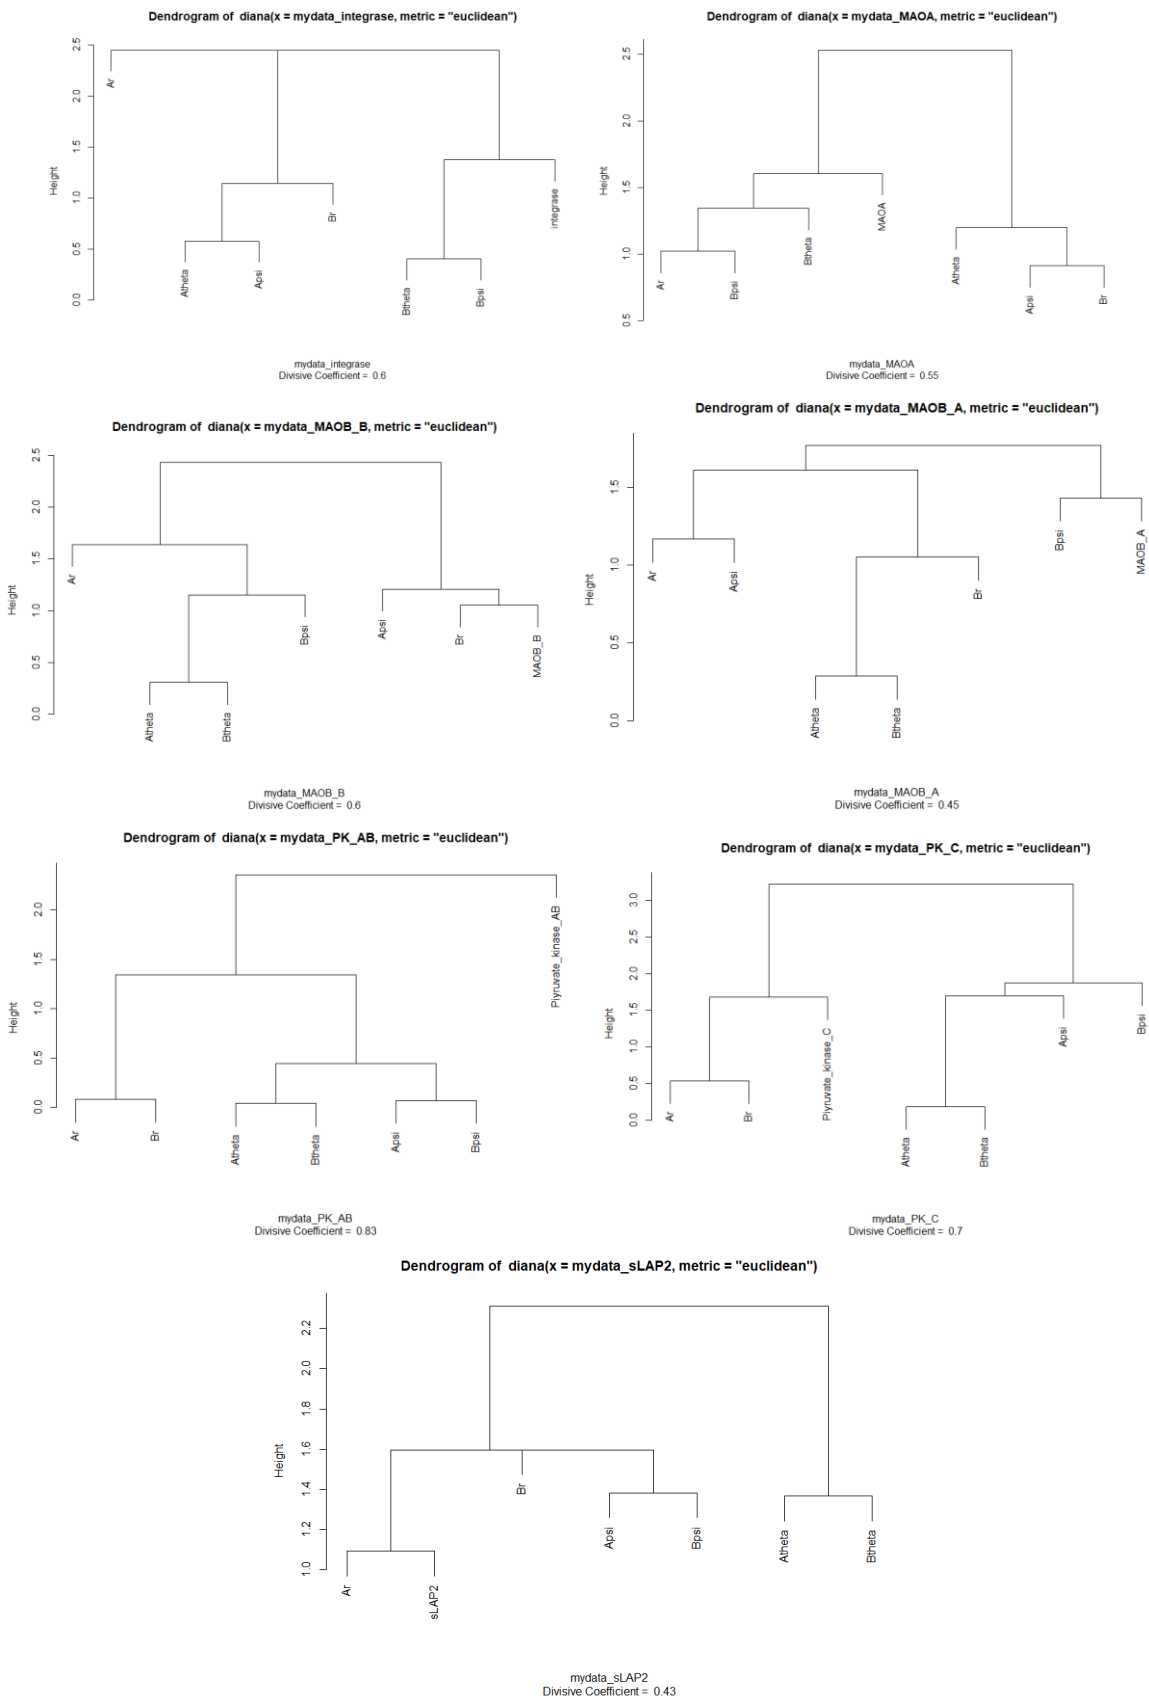 Dendrogram of diana(x = mydata_integrase, metric = "euclidean")
Height
0.0 0.5 1.0 1.5 2.0 2.5
Ar
Atheta
Apsi
Br
Btheta
Bpsi
integrase
mydata_integrase
Divisive Coefficient = 0.6
Dendrogram of diana(x = mydata_MAOA, metric = "euclidean")
Height
0.5 1.0 1.5 2.0 2.5
Ar
Bpsi
Btheta
MAOA
Atheta
Apsi
Br
mydata_MAOA
Divisive Coefficient = 0.55
Dendrogram of diana(x = mydata_MAOB_B, metric = "euclidean")
Height
0.0 0.5 1.0 1.5 2.0 2.5
Ar
Atheta
Btheta
Bpsi
Apsi
Br
MAOB_B
mydata_MAOB_B
Divisive Coefficient = 0.6
Dendrogram of diana(x = mydata_MAOB_A, metric = "euclidean")
Height
0.0 0.5 1.0 1.5
Ar
Apsi
Atheta
Btheta
Br
Bpsi
MAOB_A
mydata_MAOB_A
Divisive Coefficient = 0.45
Dendrogram of diana(x = mydata_PK_AB, metric = "euclidean")
Height
0.0 0.5 1.0 1.5 2.0
Ar
Br
Atheta
Btheta
Apsi
Bpsi
Piyruvate_kinase_AB
mydata_PK_AB
Divisive Coefficient = 0.83
Dendrogram of diana(x = mydata_PK_C, metric = "euclidean")
Height
0.0 0.5 1.0 1.5 2.0 2.5 3.0
Ar
Br
Piyruvate_kinase_C
Atheta
Btheta
Apsi
Bpsi
mydata_PK_C
Divisive Coefficient = 0.7
Dendrogram of diana(x = mydata_sLAP2, metric = "euclidean")
Height
1.0 1.2 1.4 1.6 1.8 2.0 2.2
Ar
sLAP2
Br
Apsi
Bpsi
Atheta
Btheta
mydata_sLAP2
Divisive Coefficient = 0.43